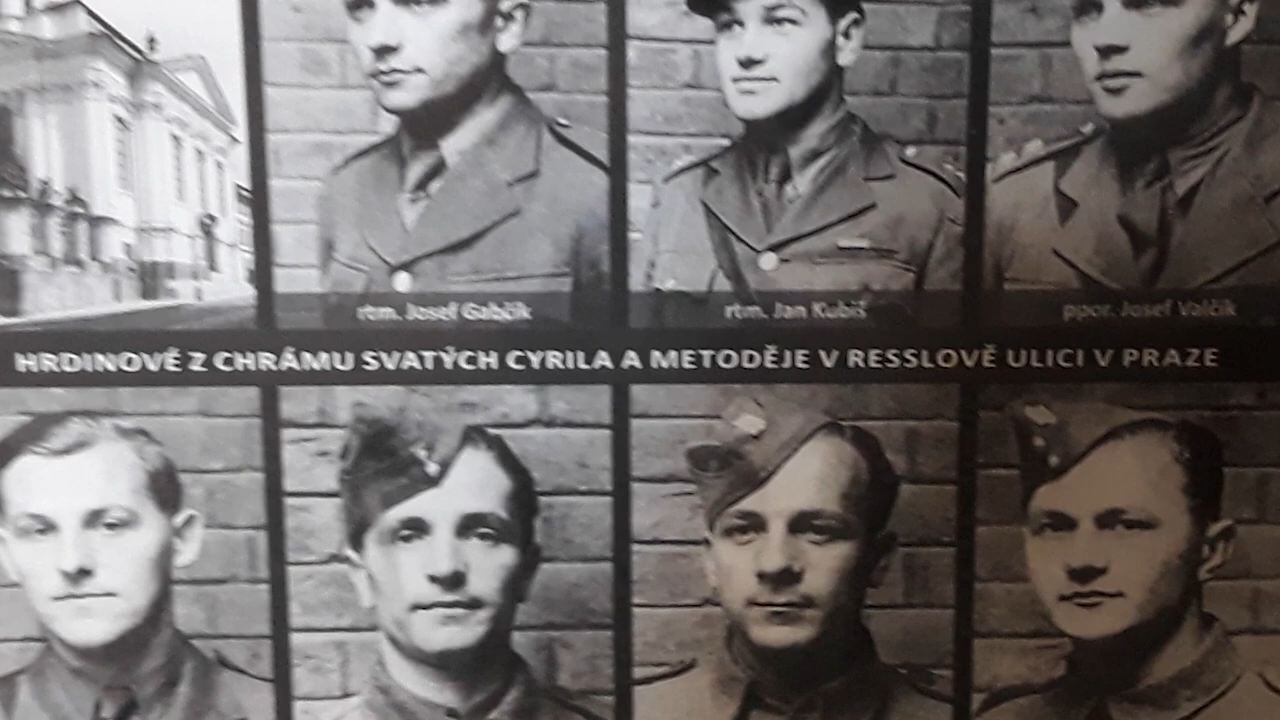 rtm. Josef Gabčík
rtm. Jan Kubiš
ppor. Josef Valčík
HRDINOVÉ Z CHRÁMU SVATÝCH CYRILA A METODĚJE V RESSLOVĚ ULICI V PRAZE